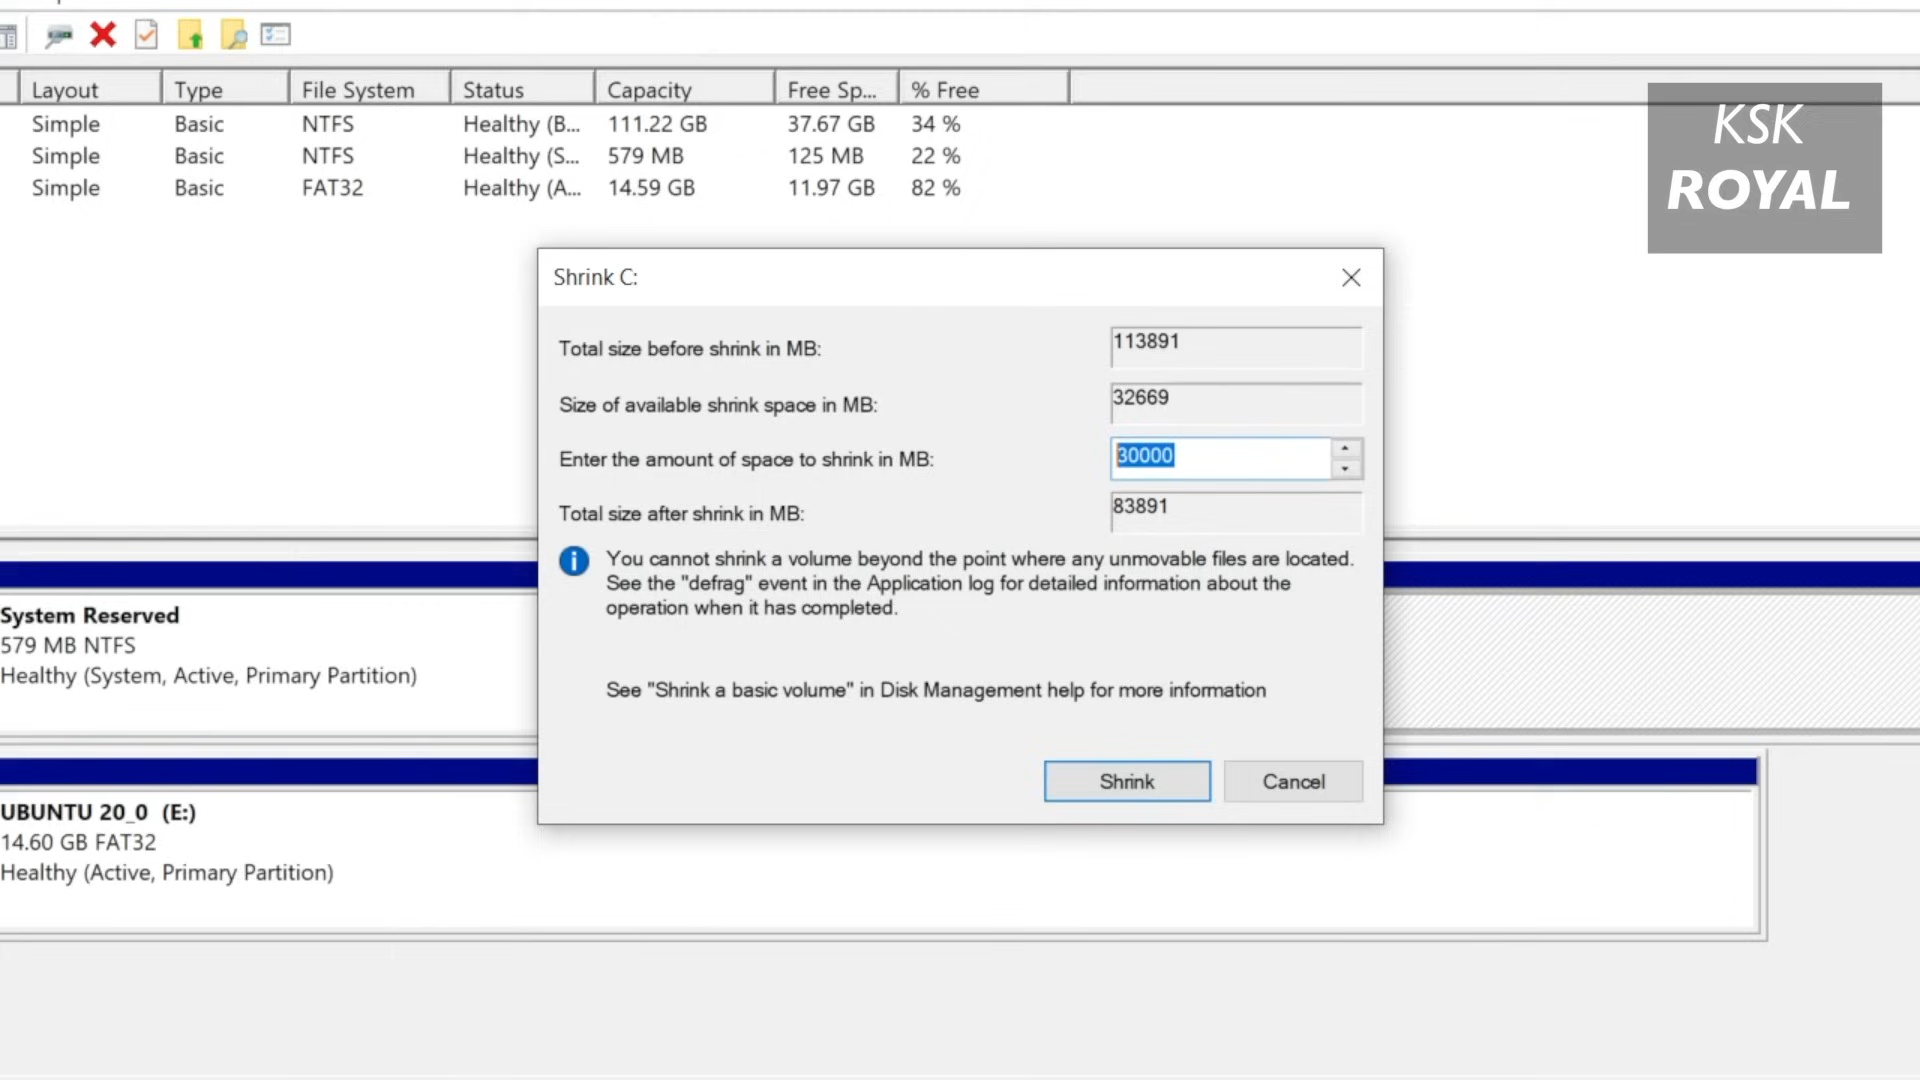 Layout Type File System Status Capacity Free Sp... % Free
Simple Basic NTFS Healthy (B... 111.22 GB 37.67 GB 34 %
Simple Basic NTFS Healthy (S... 579 MB 125 MB 22 %
Simple Basic FAT32 Healthy (A... 14.59 GB 11.97 GB 82 %
KSK
ROYAL
Shrink C:
Total size before shrink in MB: 113891
Size of available shrink space in MB: 32669
Enter the amount of space to shrink in MB: 30000
Total size after shrink in MB: 83891
You cannot shrink a volume beyond the point where any unmovable files are located.
See the "defrag" event in the Application log for detailed information about the
operation when it has completed.
See "Shrink a basic volume" in Disk Management help for more information
Shrink Cancel
System Reserved
579 MB NTFS
Healthy (System, Active, Primary Partition)
UBUNTU 20_0 (E:)
14.60 GB FAT32
Healthy (Active, Primary Partition)